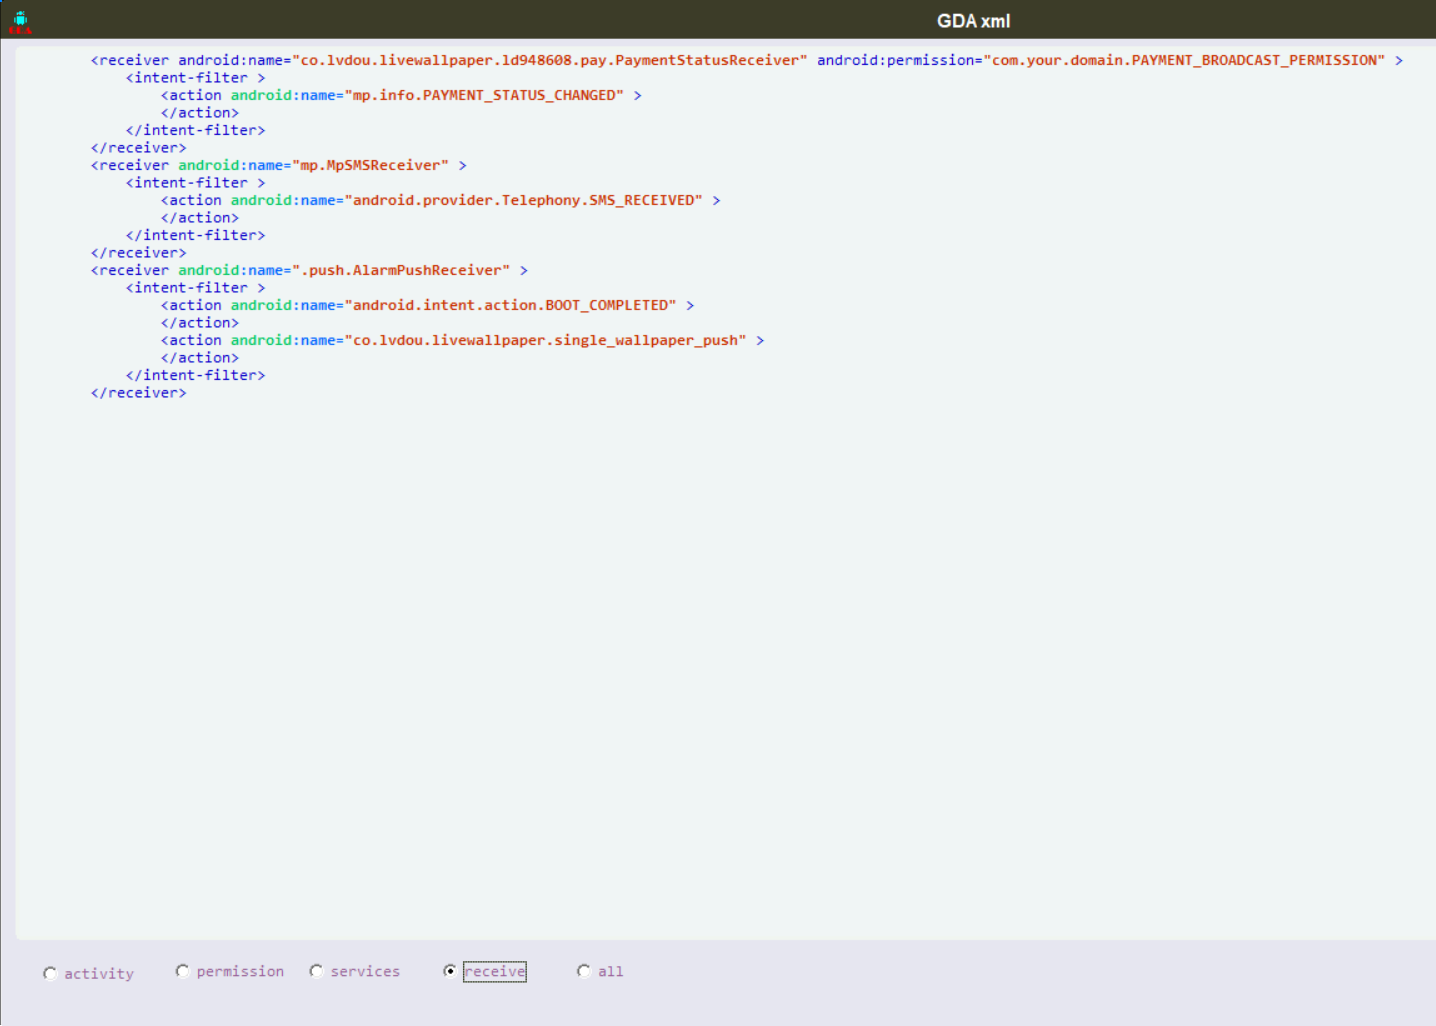 GDA
GDA xml
<receiver android:name="co.lvdou.livewallpaper.ld948608.pay.PaymentStatusReceiver" android:permission="com.your.domain.PAYMENT_BROADCAST_PERMISSION" >
<intent-filter >
<action android:name="mp.info.PAYMENT_STATUS_CHANGED" >
</action>
</intent-filter>
</receiver>
<receiver android:name="mp.MpSMSReceiver" >
<intent-filter >
<action android:name="android.provider.Telephony.SMS_RECEIVED" >
</action>
</intent-filter>
</receiver>
<receiver android:name=".push.AlarmPushReceiver" >
<intent-filter >
<action android:name="android.intent.action.BOOT_COMPLETED" >
</action>
<action android:name="co.lvdou.livewallpaper.single_wallpaper_push" >
</action>
</intent-filter>
</receiver>
activity permission services receive all